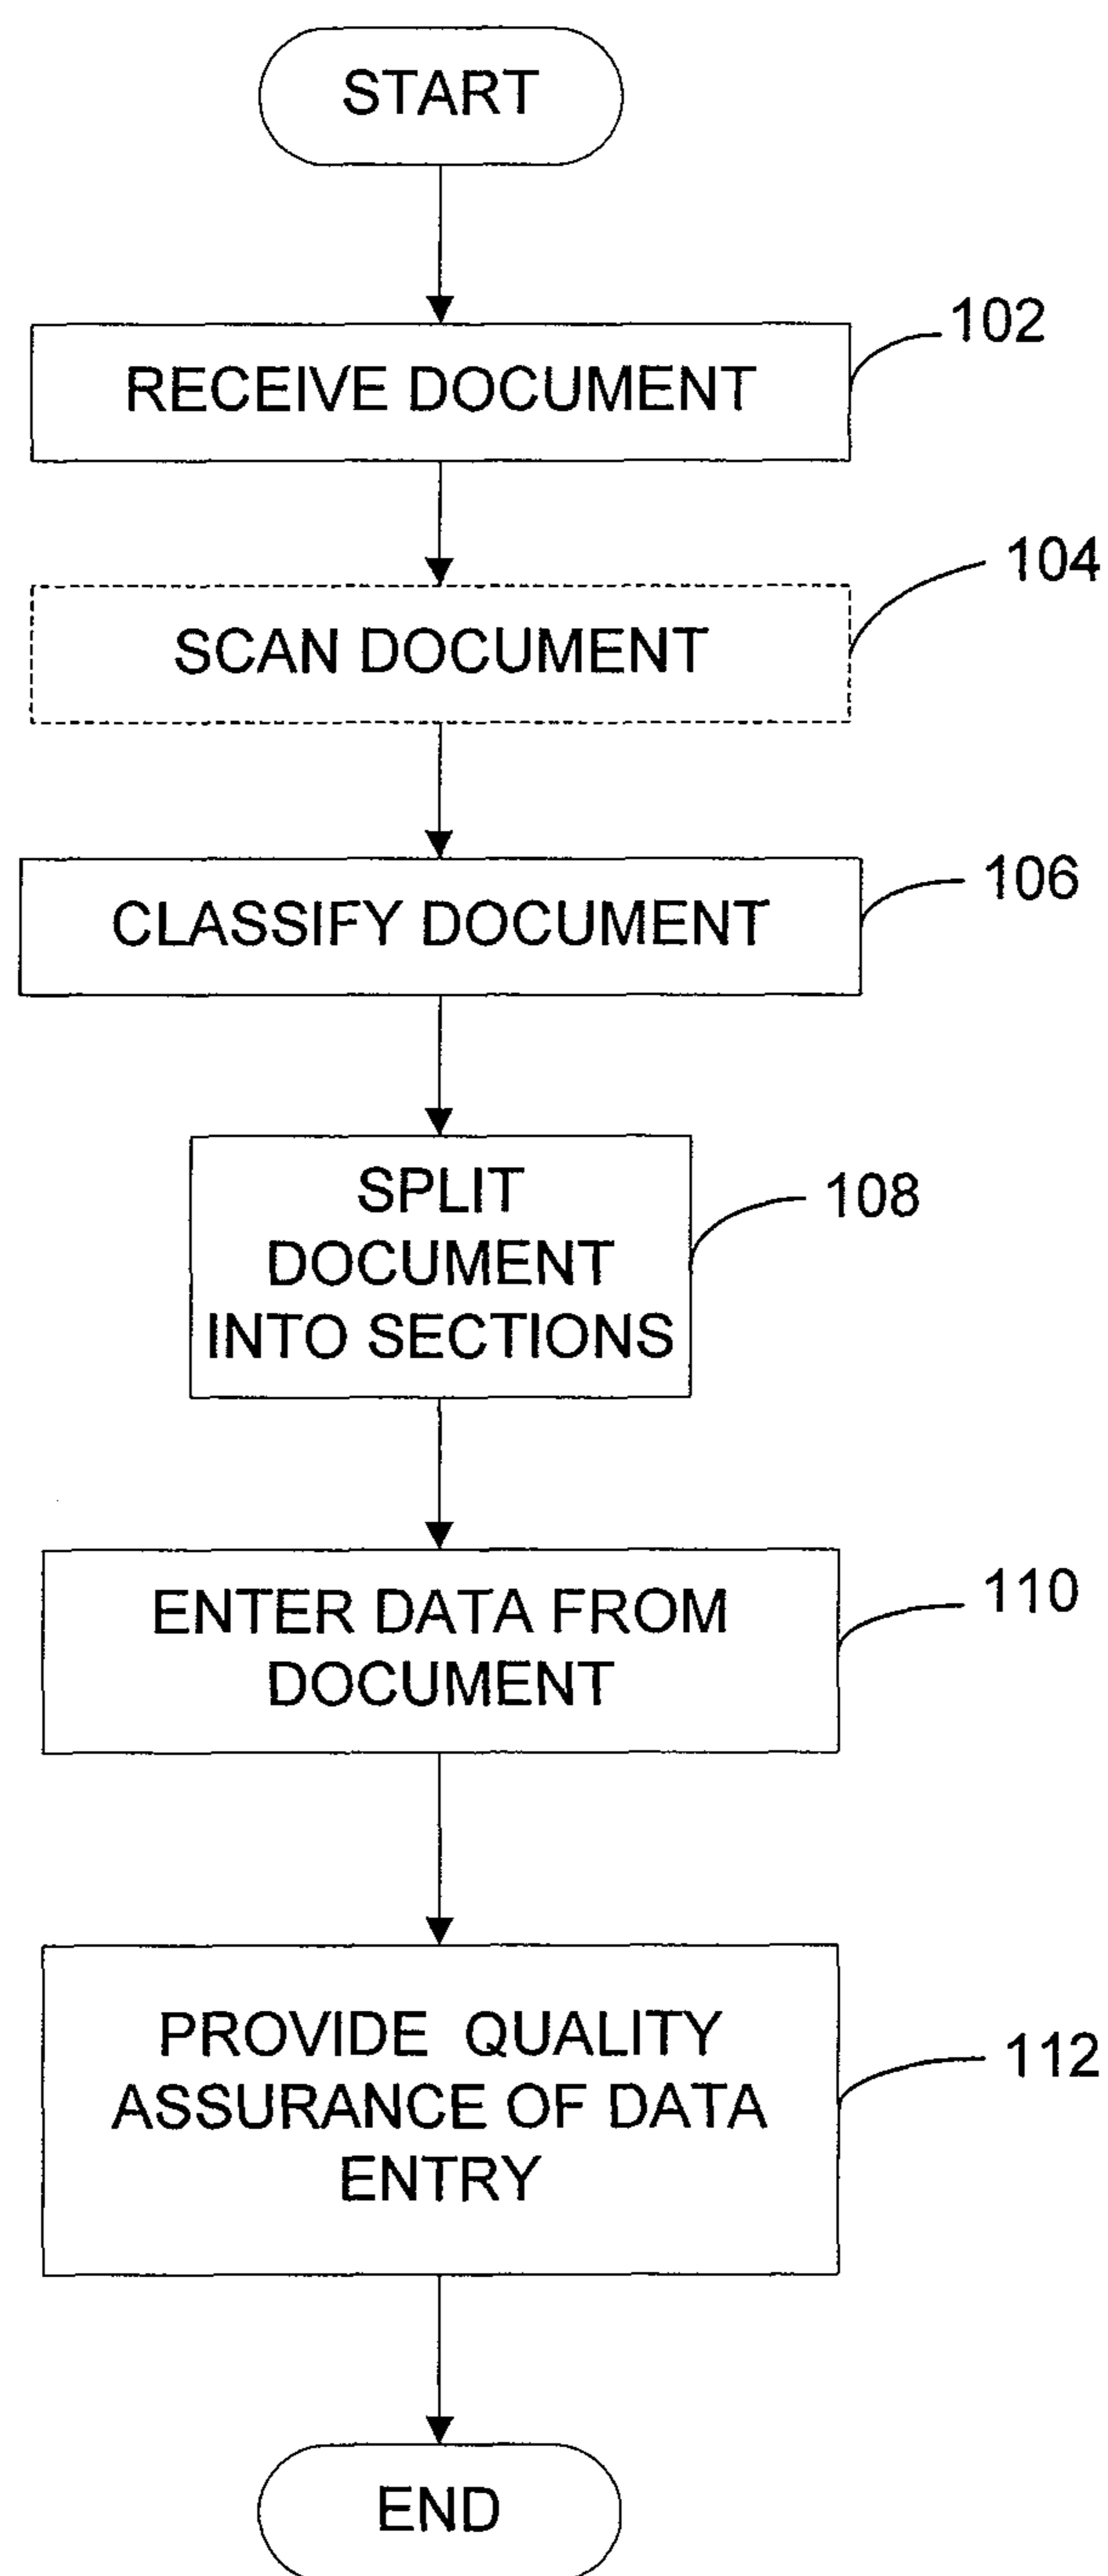 START
RECEIVE DOCUMENT
102
SCAN DOCUMENT
104
CLASSIFY DOCUMENT
106
SPLIT
DOCUMENT
INTO SECTIONS
108
ENTER DATA FROM
DOCUMENT
110
PROVIDE QUALITY
ASSURANCE OF DATA
ENTRY
112
END